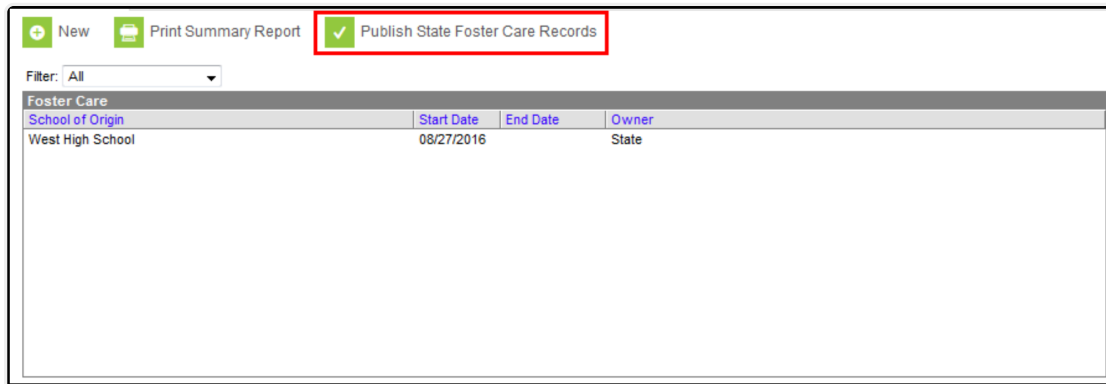 New Print Summary Report Publish State Foster Care Records
Filter: All
Foster Care
School of Origin Start Date End Date Owner
West High School 08/27/2016 State